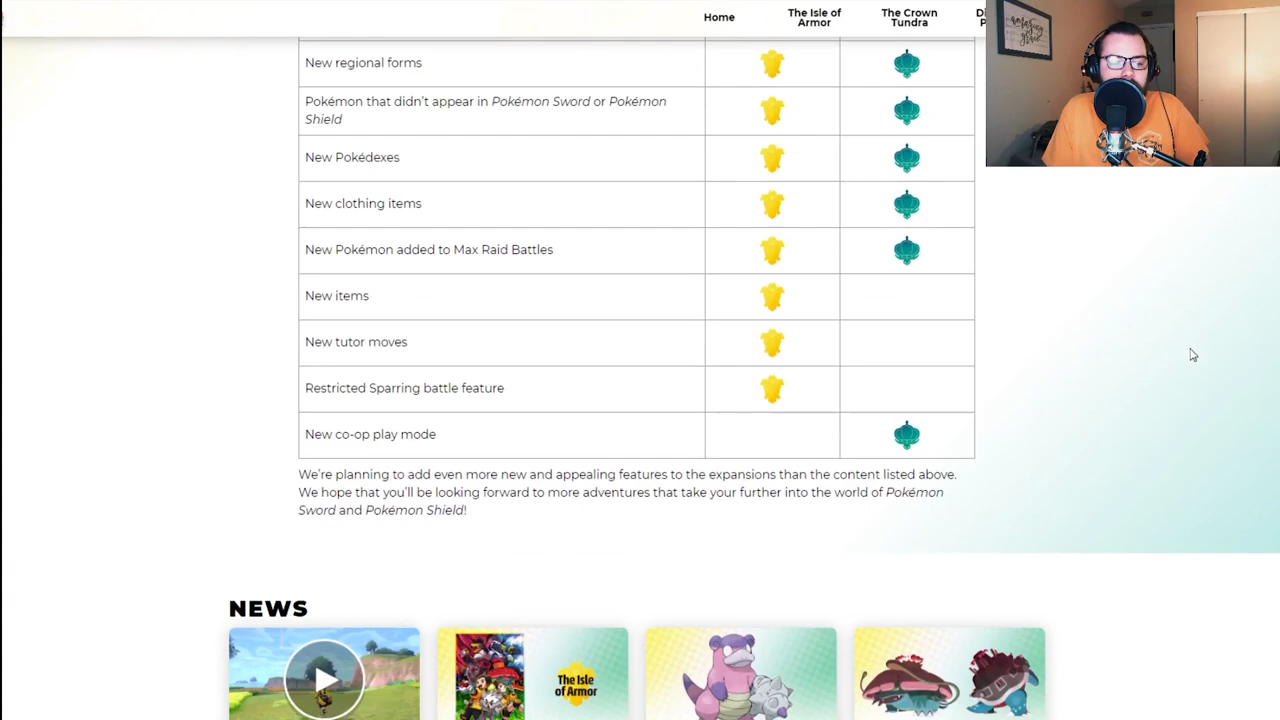 Home
The Isle of
Armor
The Crown
Tundra
amazing
grace
New regional forms
Pokémon that didn't appear in Pokémon Sword or Pokémon
Shield
New Pokédexes
New clothing items
New Pokémon added to Max Raid Battles
New items
New tutor moves
Restricted Sparring battle feature
New co-op play mode
We're planning to add even more new and appealing features to the expansions than the content listed above.
We hope that you'll be looking forward to more adventures that take your further into the world of Pokémon
Sword and Pokémon Shield!
NEWS
The Isle
of Armor